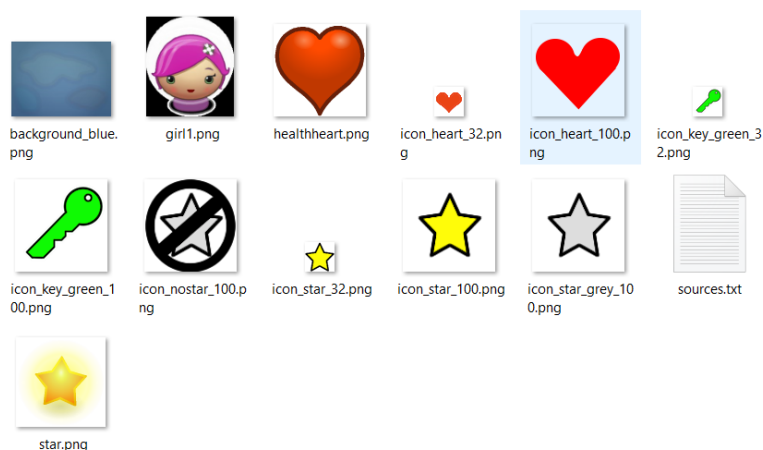 background_blue.
png
girl1.png
healthheart.png
icon_heart_32.pn
g
icon_heart_100.p
ng
icon_key_green_3
2.png
icon_key_green_1
00.png
icon_nostar_100.p
ng
icon_star_32.png
icon_star_100.png
icon_star_grey_10
0.png
sources.txt
star.png